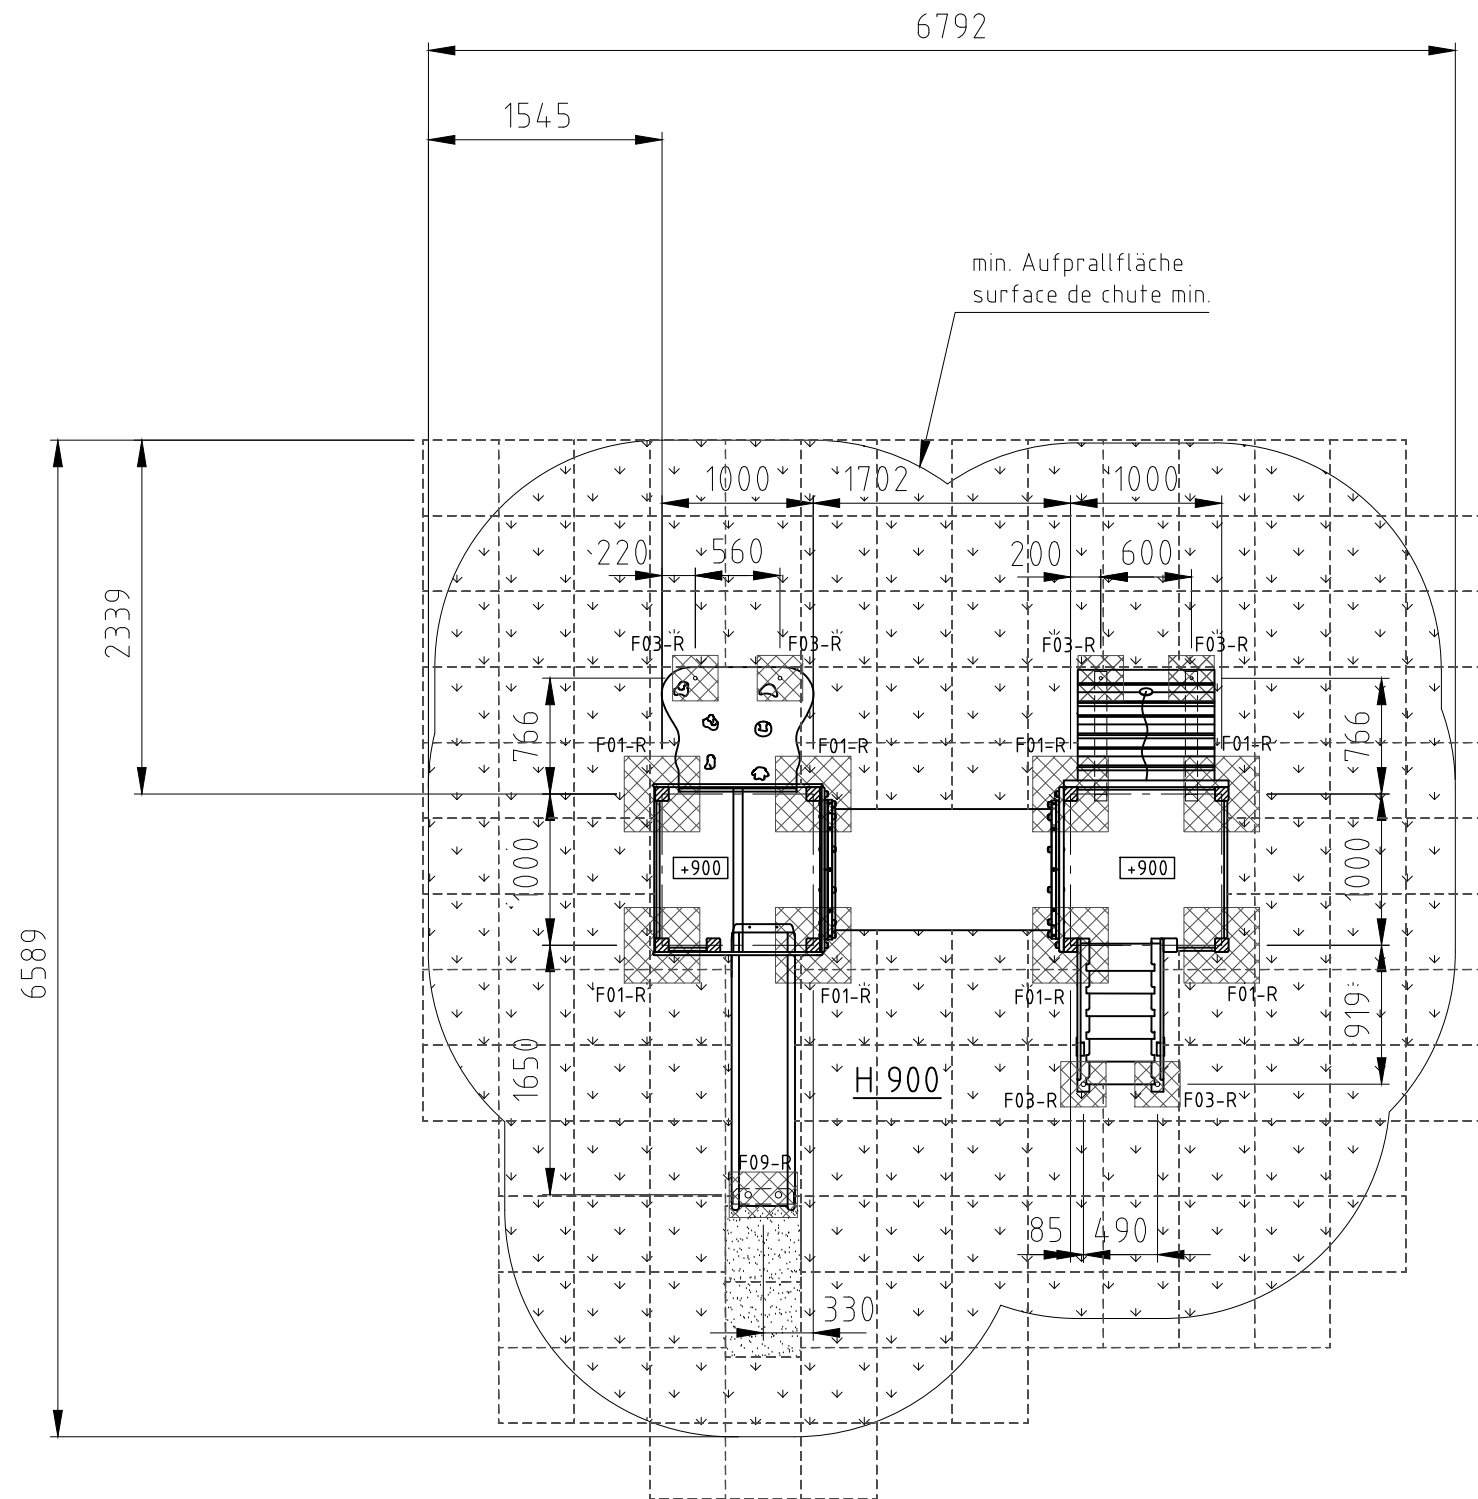 6792
1545
min. Aufprallfläche
surface de chute min.
1000 1702 1000
220 560 200 600
2339
F03-R F03-R F03-R F03-R
766 766
F01-R F01-R F01-R F01-R
1000 +900 +900 1000
6589
F01-R F01-R F01-R F01-R
919
1650
H 900
F03-R F03-R
F09-R
85 490
330